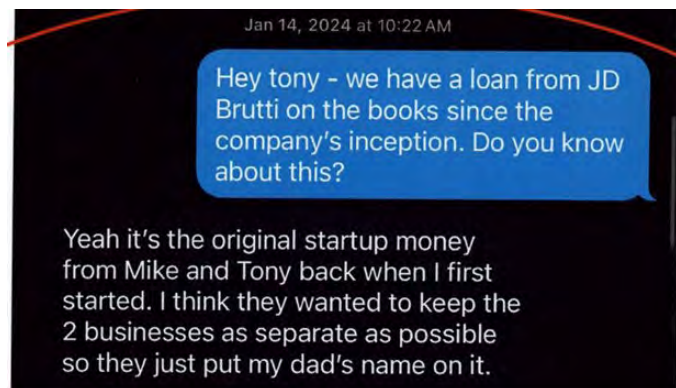 Jan 14, 2024 at 10:22 AM
Hey tony - we have a loan from JD
Brutti on the books since the
company's inception. Do you know
about this?
Yeah it's the original startup money
from Mike and Tony back when I first
started. I think they wanted to keep the
2 businesses as separate as possible
so they just put my dad's name on it.